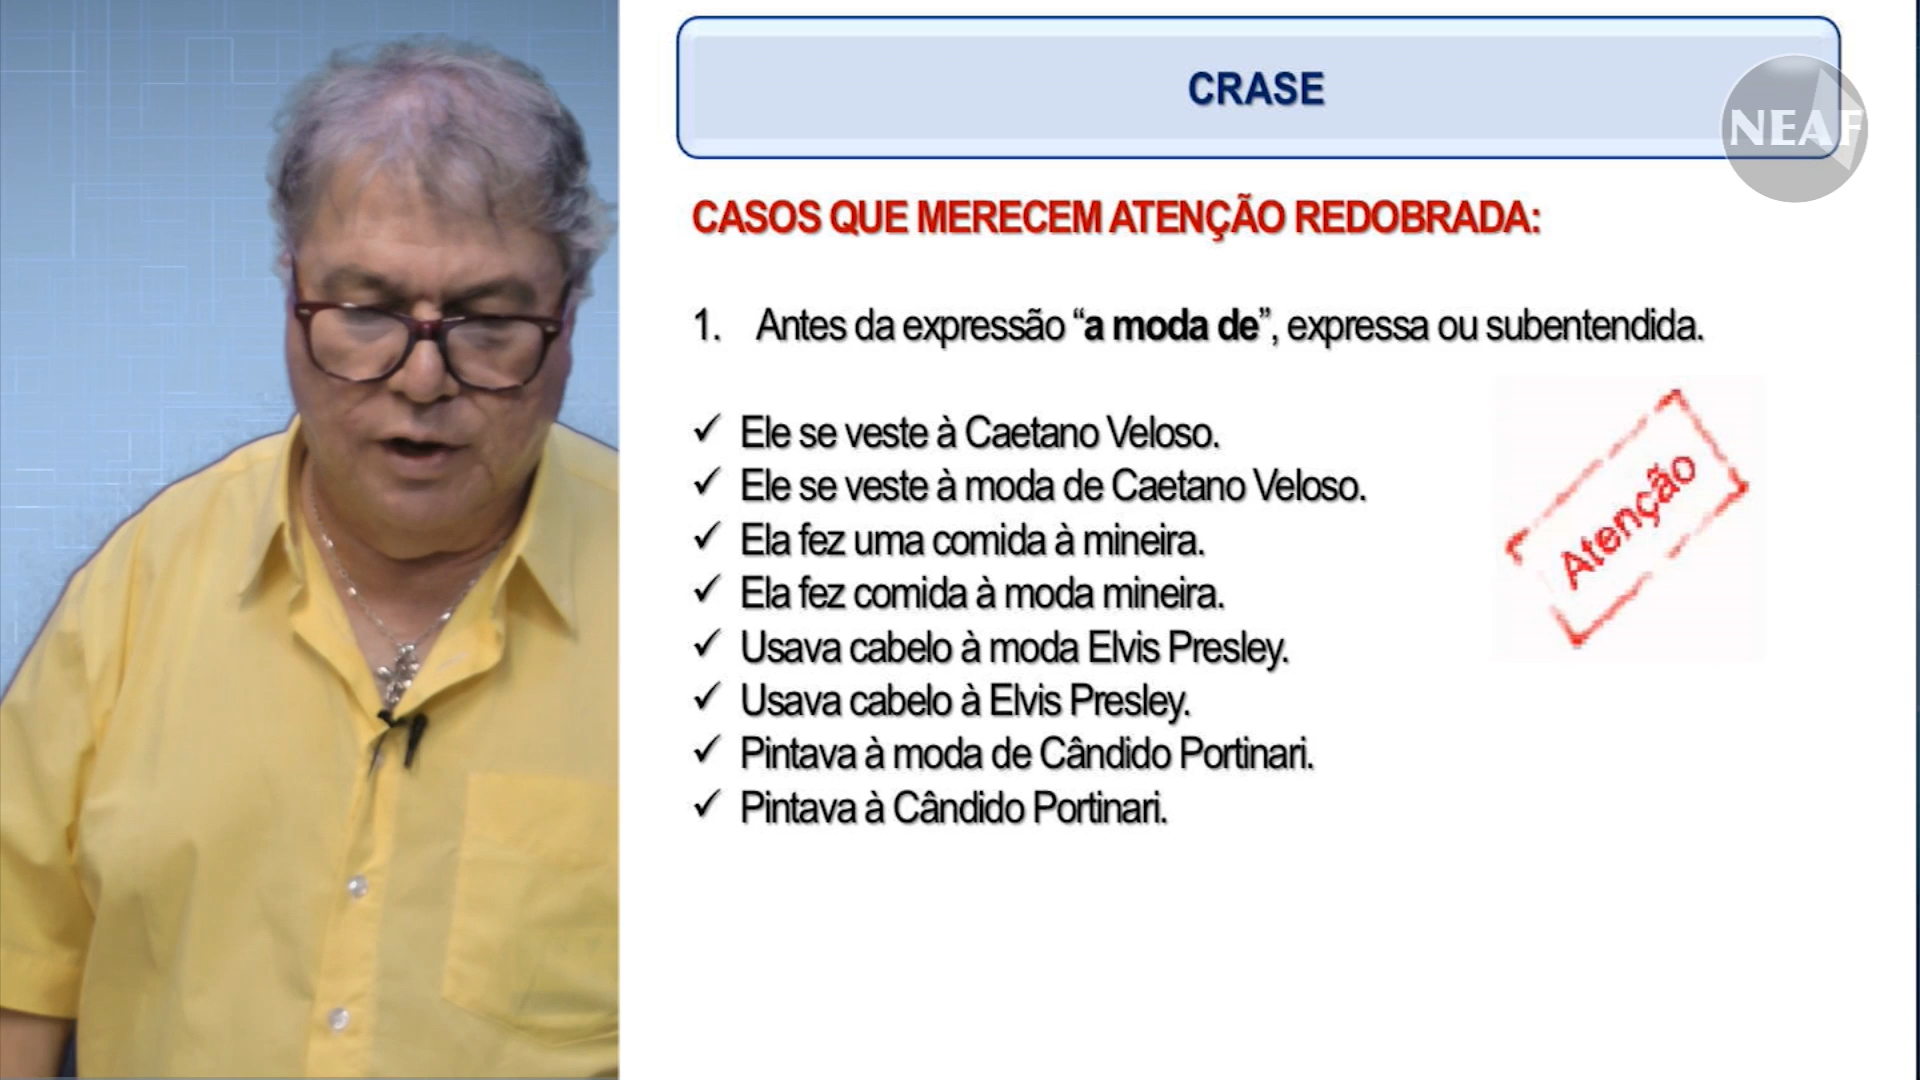 CRASE
NEAF
CASOS QUE MERECEM ATENÇÃO REDOBRADA:
1. Antes da expressão “a moda de”, expressa ou subentendida.
✓ Ele se veste à Caetano Veloso.
✓ Ele se veste à moda de Caetano Veloso.
✓ Ela fez uma comida à mineira.
✓ Ela fez comida à moda mineira.
✓ Usava cabelo à moda Elvis Presley.
✓ Usava cabelo à Elvis Presley.
✓ Pintava à moda de Cândido Portinari.
✓ Pintava à Cândido Portinari.
Atenção